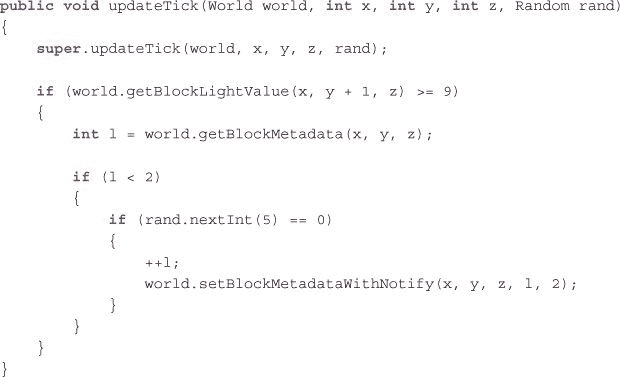 public void updateTick(World world, int x, int y, int z, Random rand)
{
    super.updateTick(world, x, y, z, rand);

    if (world.getBlockLightValue(x, y + 1, z) >= 9)
    {
        int l = world.getBlockMetadata(x, y, z);

        if (l < 2)
        {
            if (rand.nextInt(5) == 0)
            {
                ++l;
                world.setBlockMetadataWithNotify(x, y, z, l, 2);
            }
        }
    }
}